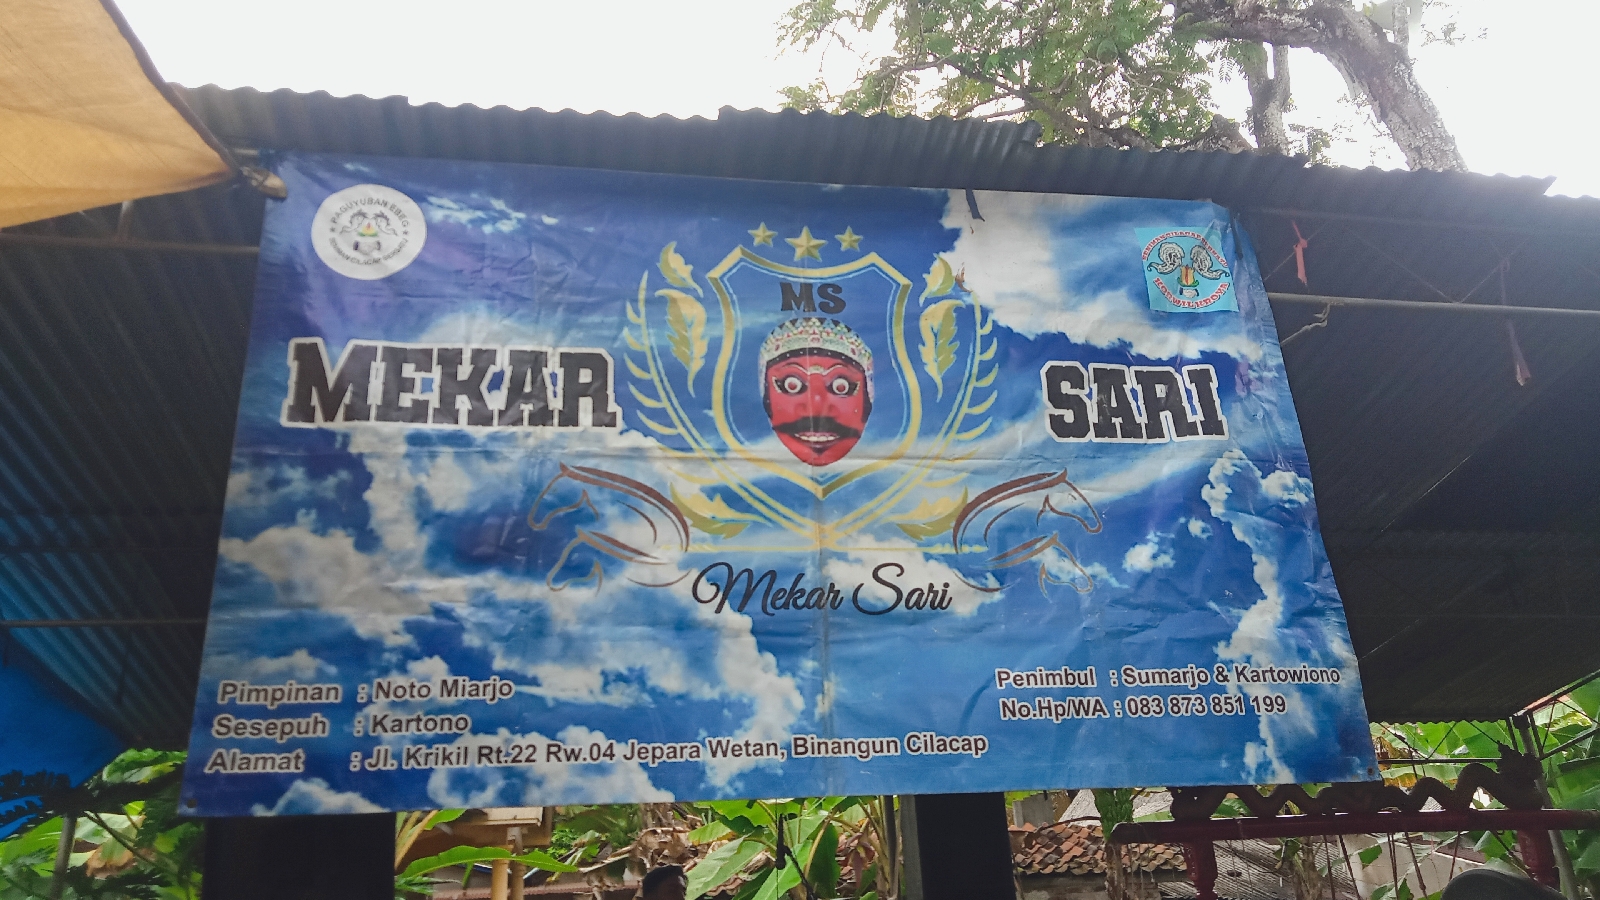 PAGUYUBAN EBEG
MS
MEKAR
SARI
Mekar Sari
Pimpinan : Noto Miarjo
Sesepuh : Kartono
Alamat : Jl. Krikil Rt.22 Rw.04 Jepara Wetan, Binangun Cilacap
Penimbul : Sumarjo & Kartowiono
No.Hp/WA : 083 873 851 199